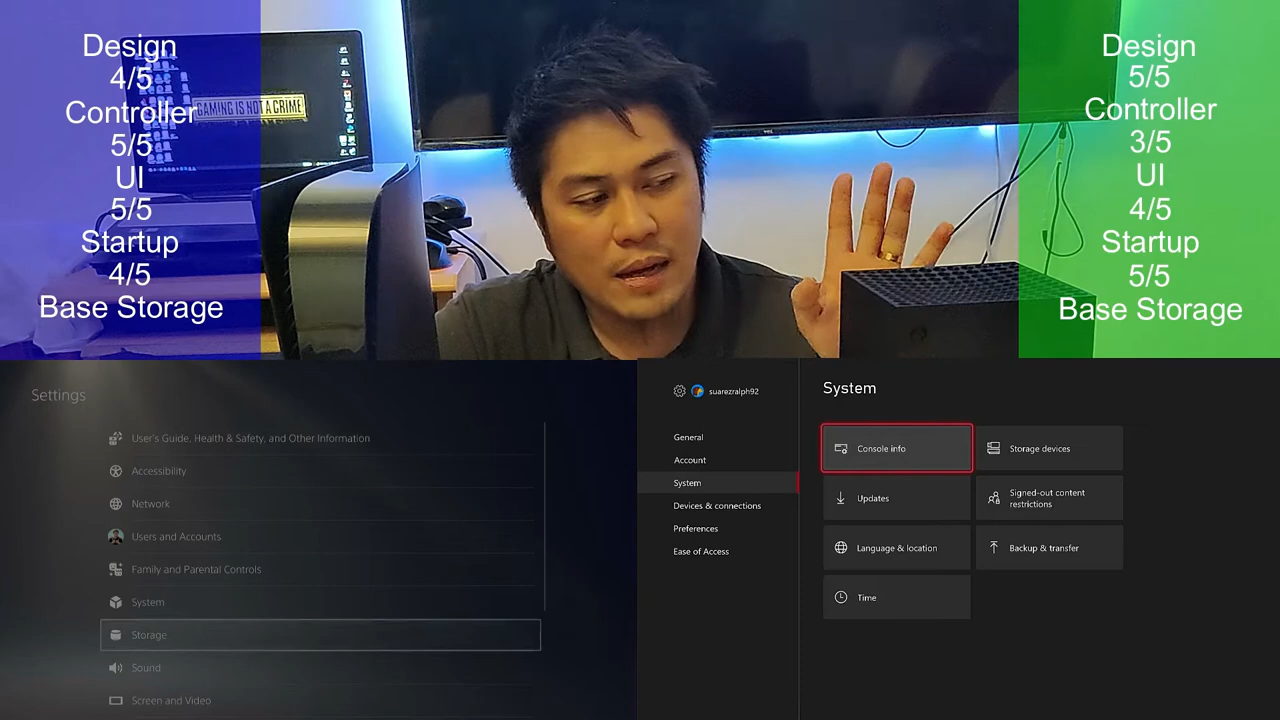 Design
4/5
Controller
5/5
UI
5/5
Startup
4/5
Base Storage
GAMING IS NOT A CRIME
TCL
Design
5/5
Controller
3/5
UI
4/5
Startup
5/5
Base Storage
Settings
User's Guide, Health & Safety, and Other Information
Accessibility
Network
Users and Accounts
Family and Parental Controls
System
Storage
Sound
Screen and Video
suarezralph92
General
Account
System
Devices & connections
Preferences
Ease of Access
System
Console info
Storage devices
Updates
Signed-out content
restrictions
Language & location
Backup & transfer
Time